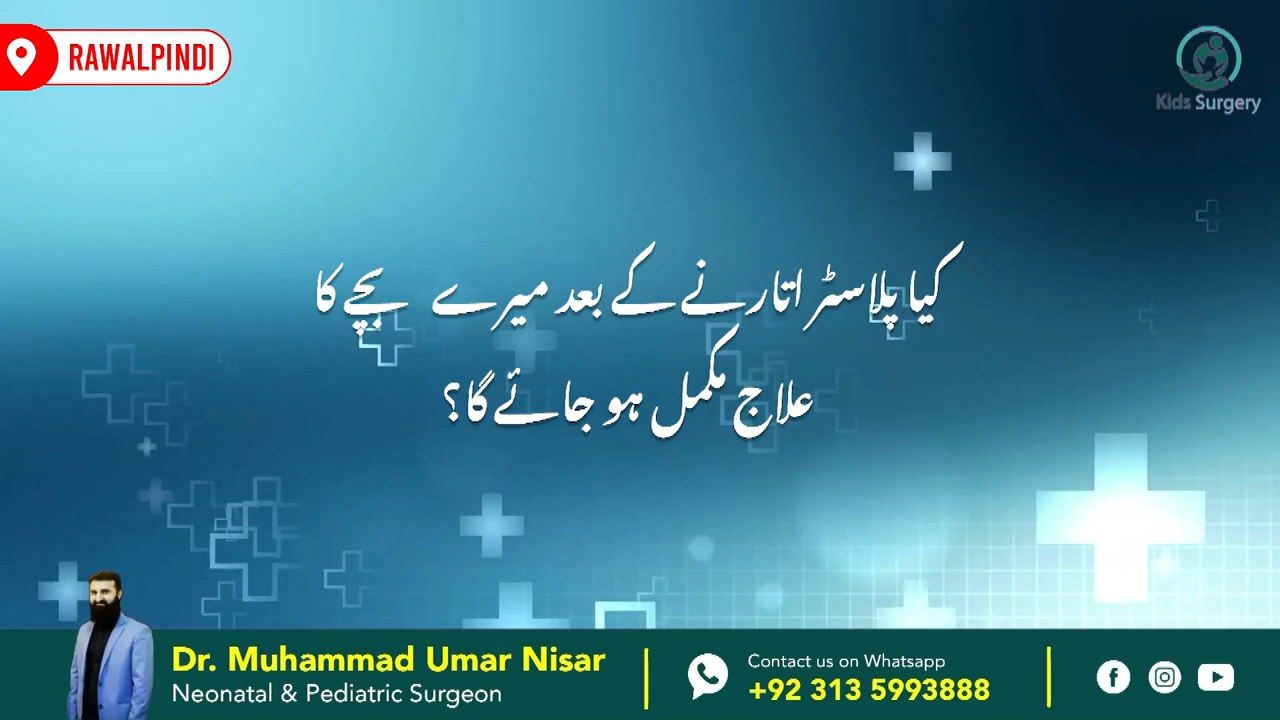 RAWALPINDI
Kids Surgery
کیا پلاسٹر اتارنے کے بعد میرے بچے کا
علاج مکمل ہو جائے گا؟
Dr. Muhammad Umar Nisar
Neonatal & Pediatric Surgeon
Contact us on Whatsapp
+92 313 5993888